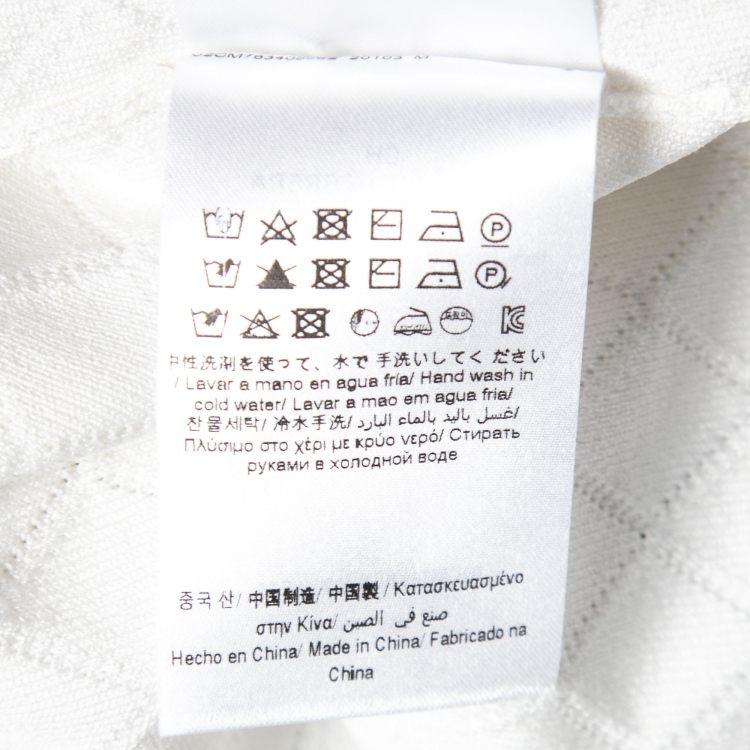 中性洗剤を使って、水で 手洗いしてく ださい
/ Lavar a mano en agua fría/ Hand wash in
cold water/ Lavar a mao em agua fria/
찬 물 세탁/ 冷水手洗/ غسل باليد بالماء البارد/
Πλύσιμο στο χέρι με κρύο νερό/ Стирать
руками в холодной воде
중국 산/ 中国制造/ 中国製 / Κατασκευασμένο
στην Κίνα/ صنع في الصين
Hecho en China/ Made in China/ Fabricado na
China